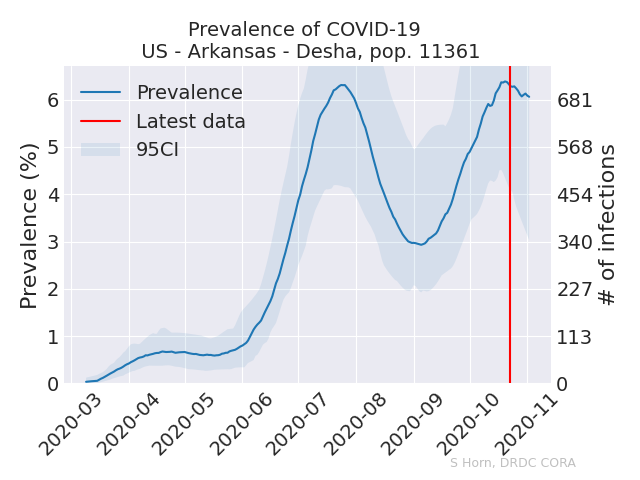 Prevalence of COVID-19
US - Arkansas - Desha, pop. 11361
Prevalence
Latest data
95CI
Prevalence (%)
6
5
4
3
2
1
0
681
568
454
340
227
113
0
# of infections
2020-03
2020-04
2020-05
2020-06
2020-07
2020-08
2020-09
2020-10
2020-11
S Horn, DRDC CORA